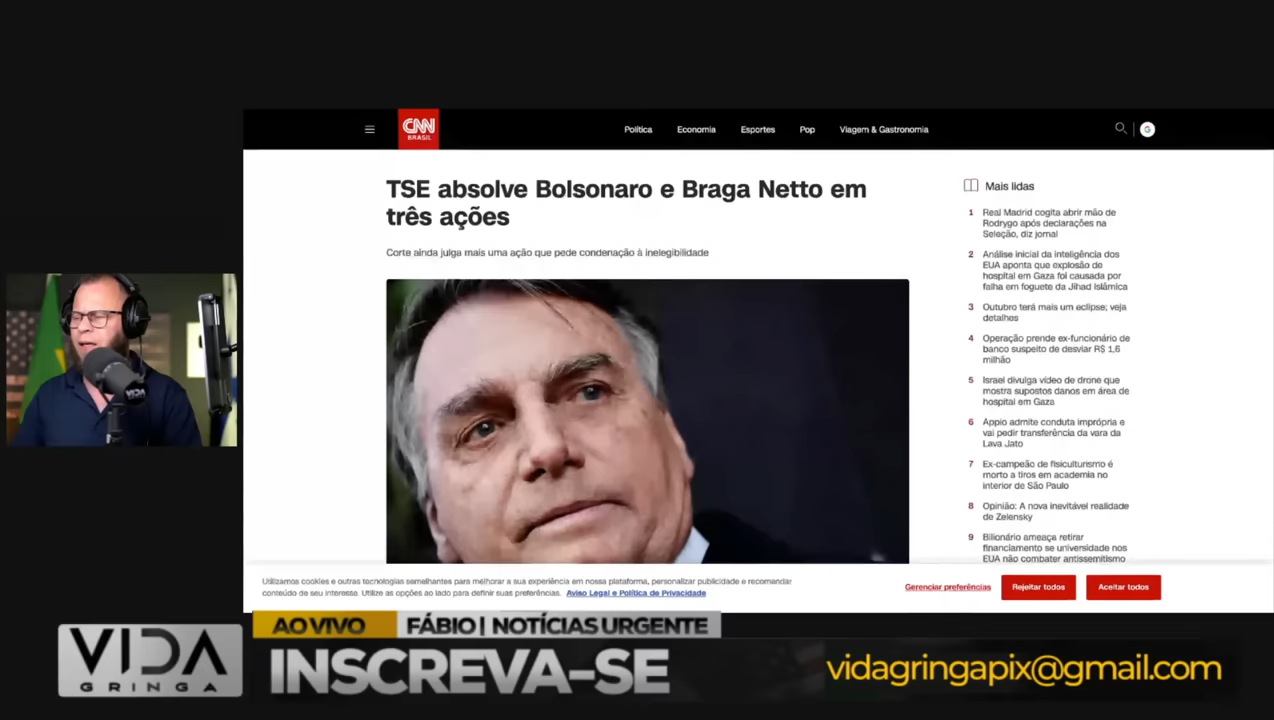 CNN
BRASIL
Política
Economia
Esportes
Pop
Viagem & Gastronomia
G
TSE absolve Bolsonaro e Braga Netto em
três ações
Corte ainda julga mais uma ação que pede condenação à inelegibilidade
Mais lidas
1 Real Madrid cogita abrir mão de
Rodrygo após declarações na
Seleção, diz jornal
2 Análise inicial da inteligência dos
EUA aponta que explosão de
hospital em Gaza foi causada por
falha em foguete da Jihad Islâmica
3 Outubro terá mais um eclipse; veja
detalhes
4 Operação prende ex-funcionário de
banco suspeito de desviar R$ 1,6
milhão
5 Israel divulga vídeo de drone que
mostra supostos danos em área de
hospital em Gaza
6 Appio admite conduta imprópria e
vai pedir transferência da vara da
Lava Jato
7 Ex-campeão de fisiculturismo é
morto a tiros em academia no
interior de São Paulo
8 Opinião: A nova inevitável realidade
de Zelensky
9 Bilionário ameaça retirar
financiamento se universidade nos
EUA não combater antissemitismo
Utilizamos cookies e outras tecnologias semelhantes para melhorar a sua experiência em nossa plataforma, personalizar publicidade e recomendar
conteúdo de seu interesse. Utilize as opções ao lado para definir suas preferências. Aviso Legal e Política de Privacidade
Gerenciar preferências
Rejeitar todos
Aceitar todos
VIDA
AO VIVO
FÁBIO | NOTÍCIAS URGENTE
VIDA
GRINGA
INSCREVA-SE
vidagringapix@gmail.com